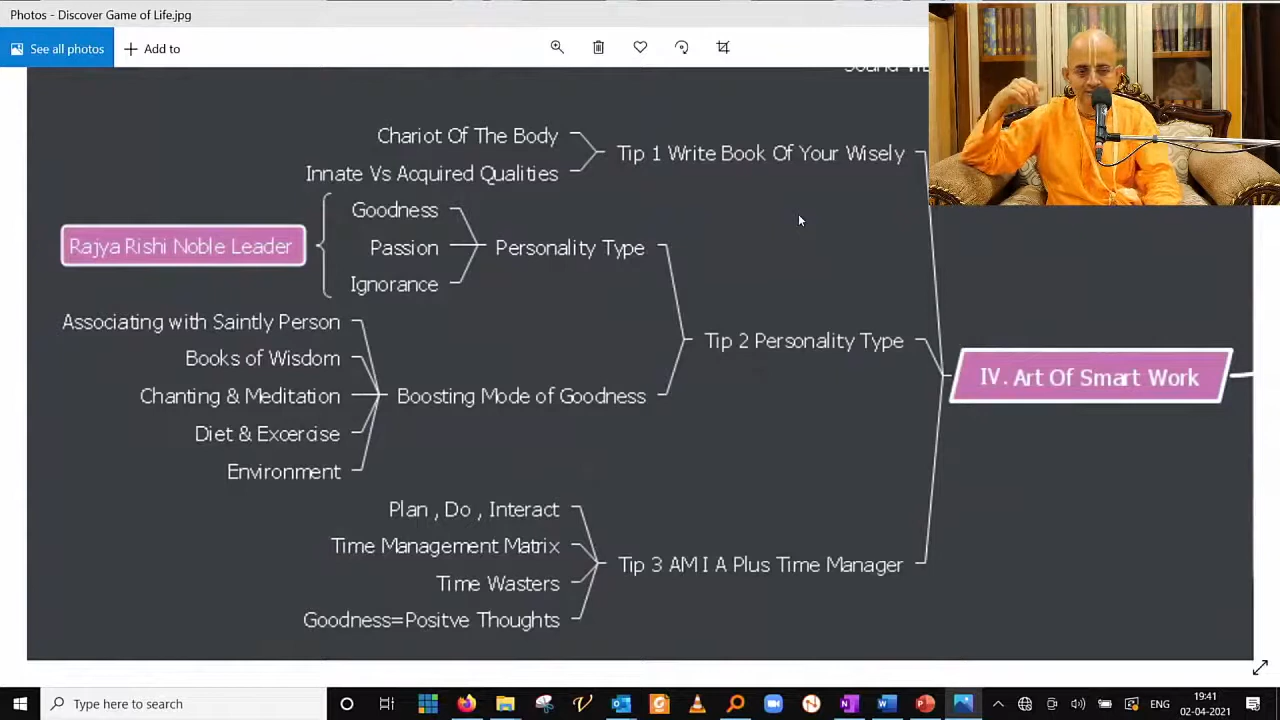 Photos - Discover Game of Life.jpg
See all photos
Add to
Chariot Of The Body
Tip 1 Write Book Of Your Wisely
Innate Vs Acquired Qualities
Goodness
Rajya Rishi Noble Leader
Passion
Personality Type
Ignorance
Associating with Saintly Person
Tip 2 Personality Type
Books of Wisdom
IV. Art Of Smart Work
Chanting & Meditation
Boosting Mode of Goodness
Diet & Excercise
Environment
Plan , Do , Interact
Time Management Matrix
Tip 3 AM I A Plus Time Manager
Time Wasters
Goodness=Positve Thoughts
Type here to search
ENG
19:41
02-04-2021